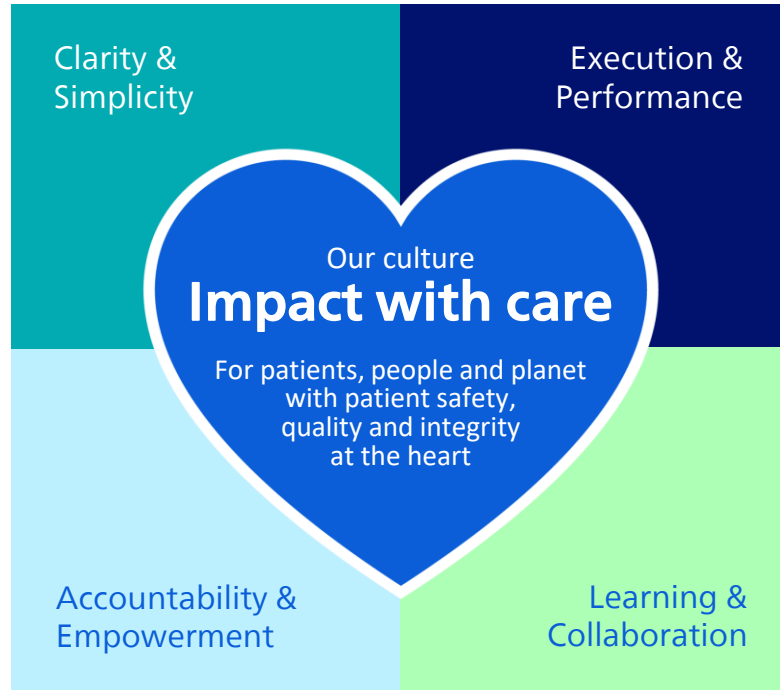 Clarity &
Simplicity
Execution &
Performance
Our culture
Impact with care
For patients, people and planet
with patient safety,
quality and integrity
at the heart
Accountability &
Empowerment
Learning &
Collaboration